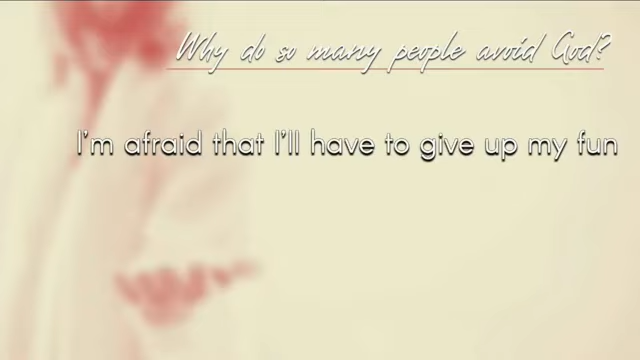 Why do so many people avoid God?
I'm afraid that I'll have to give up my fun